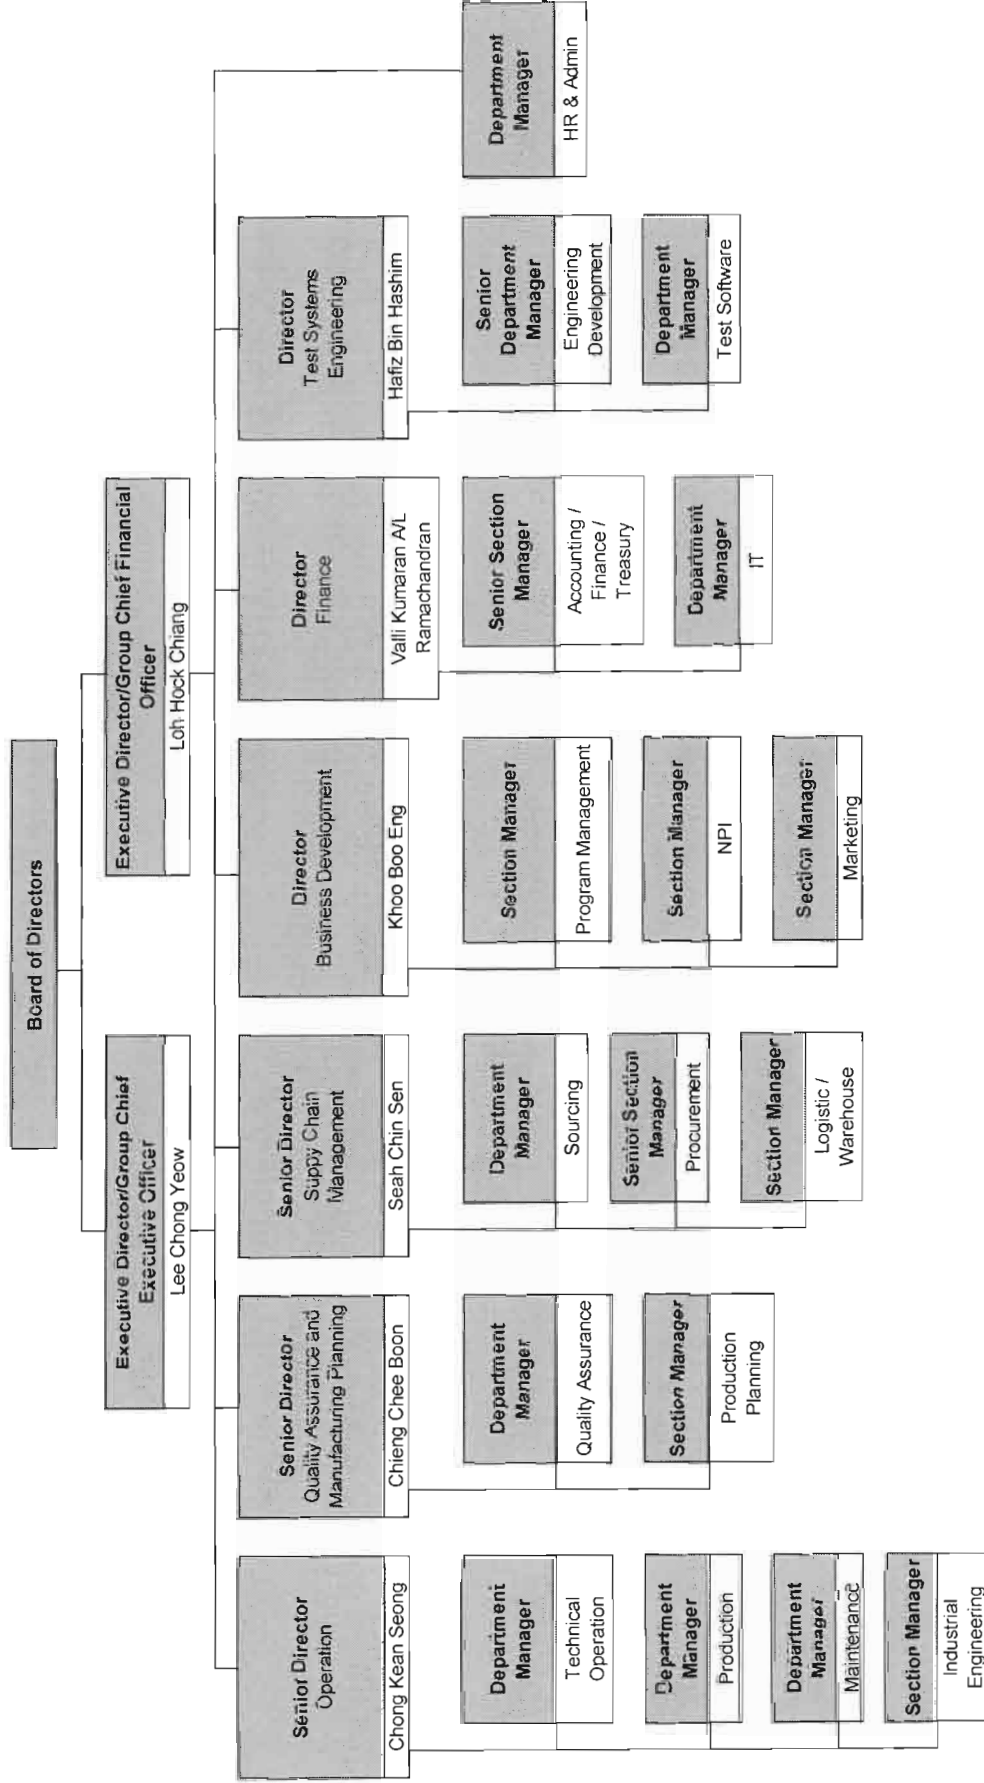 Board of Directors
Executive Director/Group Chief
Executive Officer
Lee Chong Yeow
Executive Director/Group Chief Financial
Officer
Loh Hock Chiang
Senior Director
Operation
Chong Kean Seong
Department
Manager
Technical
Operation
Department
Manager
Production
Department
Manager
Maintenance
Section Manager
Industrial
Engineering
Senior Director
Quality Assurance and
Manufacturing Planning
Chieng Chee Boon
Department
Manager
Quality Assurance
Section Manager
Production
Planning
Senior Director
Suppy Chain
Management
Seah Chin Sen
Department
Manager
Sourcing
Senior Section
Manager
Procurement
Section Manager
Logistic /
Warehouse
Director
Business Development
Khoo Boo Eng
Section Manager
Program Management
Section Manager
NPI
Section Manager
Marketing
Director
Finance
Valli Kumaran A/L
Ramachandran
Senior Section
Manager
Accounting /
Finance /
Treasury
Department
Manager
IT
Director
Test Systems
Engineering
Hafiz Bin Hashim
Senior
Department
Manager
Engineering
Development
Department
Manager
Test Software
Department
Manager
HR & Admin